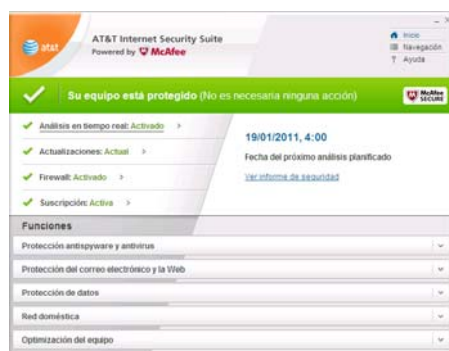 at&t
AT&T Internet Security Suite
Powered by McAfee
Inicio
Navegación
Ayuda
Su equipo está protegido (No es necesaria ninguna acción)
McAfee SECURE
Análisis en tiempo real: Activado
Actualizaciones: Actual
Firewall: Activado
Suscripción: Activa
19/01/2011, 4:00
Fecha del próximo análisis planificado
Ver informe de seguridad
Funciones
Protección antispyware y antivirus
Protección del correo electrónico y la Web
Protección de datos
Red doméstica
Optimización del equipo